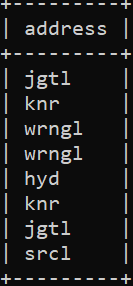 +---------+
| address |
+---------+
| jgtl    |
| knr     |
| wrngl   |
| wrngl   |
| hyd     |
| knr     |
| jgtl    |
| srcl    |
+---------+